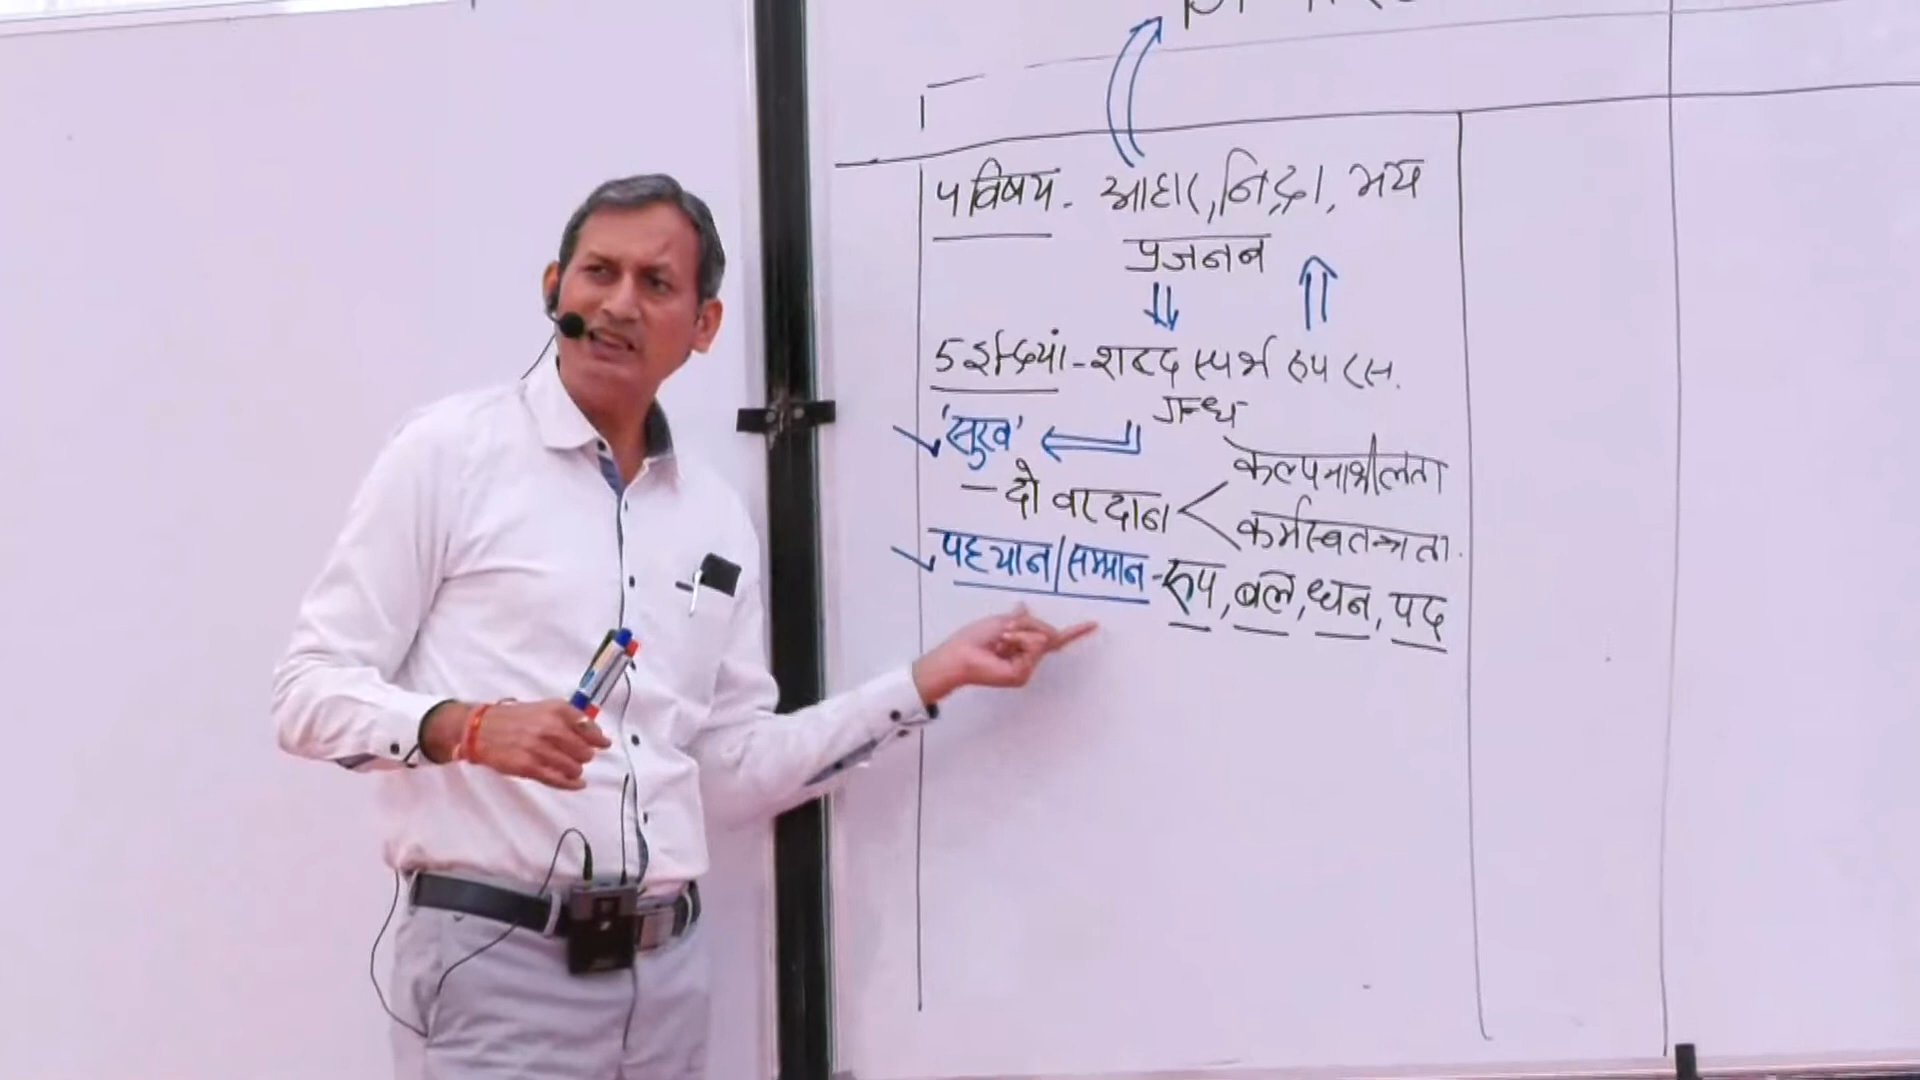 4 विषय - आहार, निद्रा, भय
प्रजनन
5 इन्द्रियां - शब्द स्पर्श रूप रस.
गन्ध
'सुख'
- दो वरदान < कल्पनाशीलता
कर्मस्वतन्त्रता.
पहचान/सम्मान - रूप, बल, धन, पद